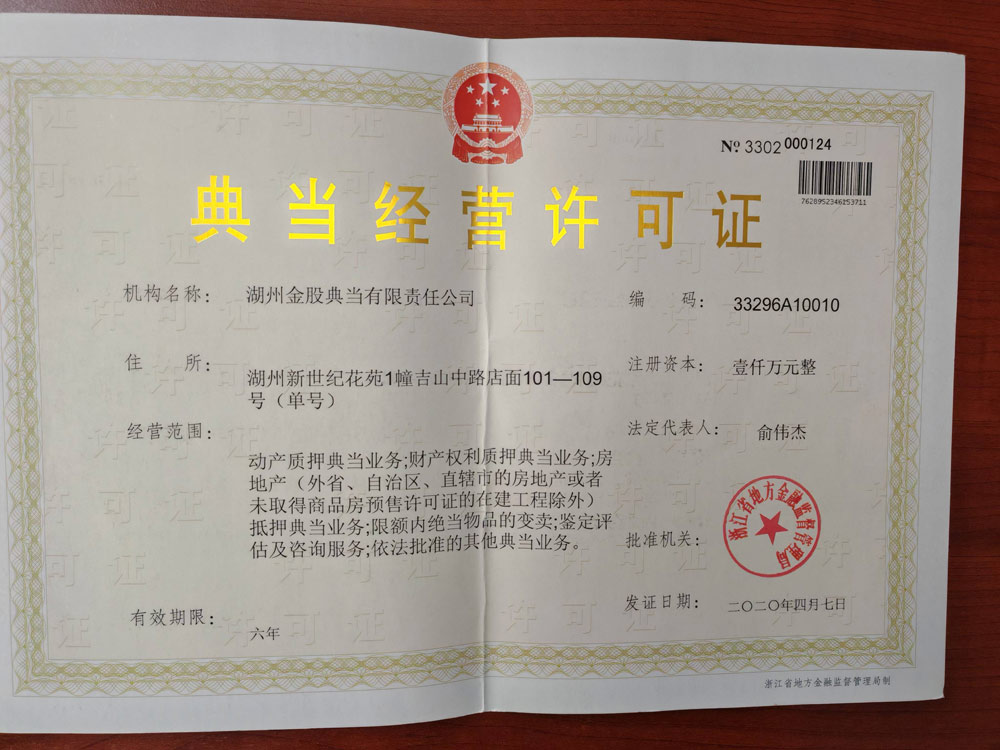 № 3302 000124
7628952346153711
典当经营许可证
机构名称： 湖州金股典当有限责任公司
编 码： 33296A10010
住 所： 湖州新世纪花苑1幢吉山中路店面101—109
号（单号）
注册资本： 壹仟万元整
经营范围：
法定代表人： 俞伟杰
动产质押典当业务;财产权利质押典当业务;房
地产（外省、自治区、直辖市的房地产或者
未取得商品房预售许可证的在建工程除外）
抵押典当业务;限额内绝当物品的变卖;鉴定评
估及咨询服务;依法批准的其他典当业务。
批准机关：
浙江省地方金融监督管理局
有效期限： 六年
发证日期： 二〇二〇年四月七日
浙江省地方金融监督管理局制